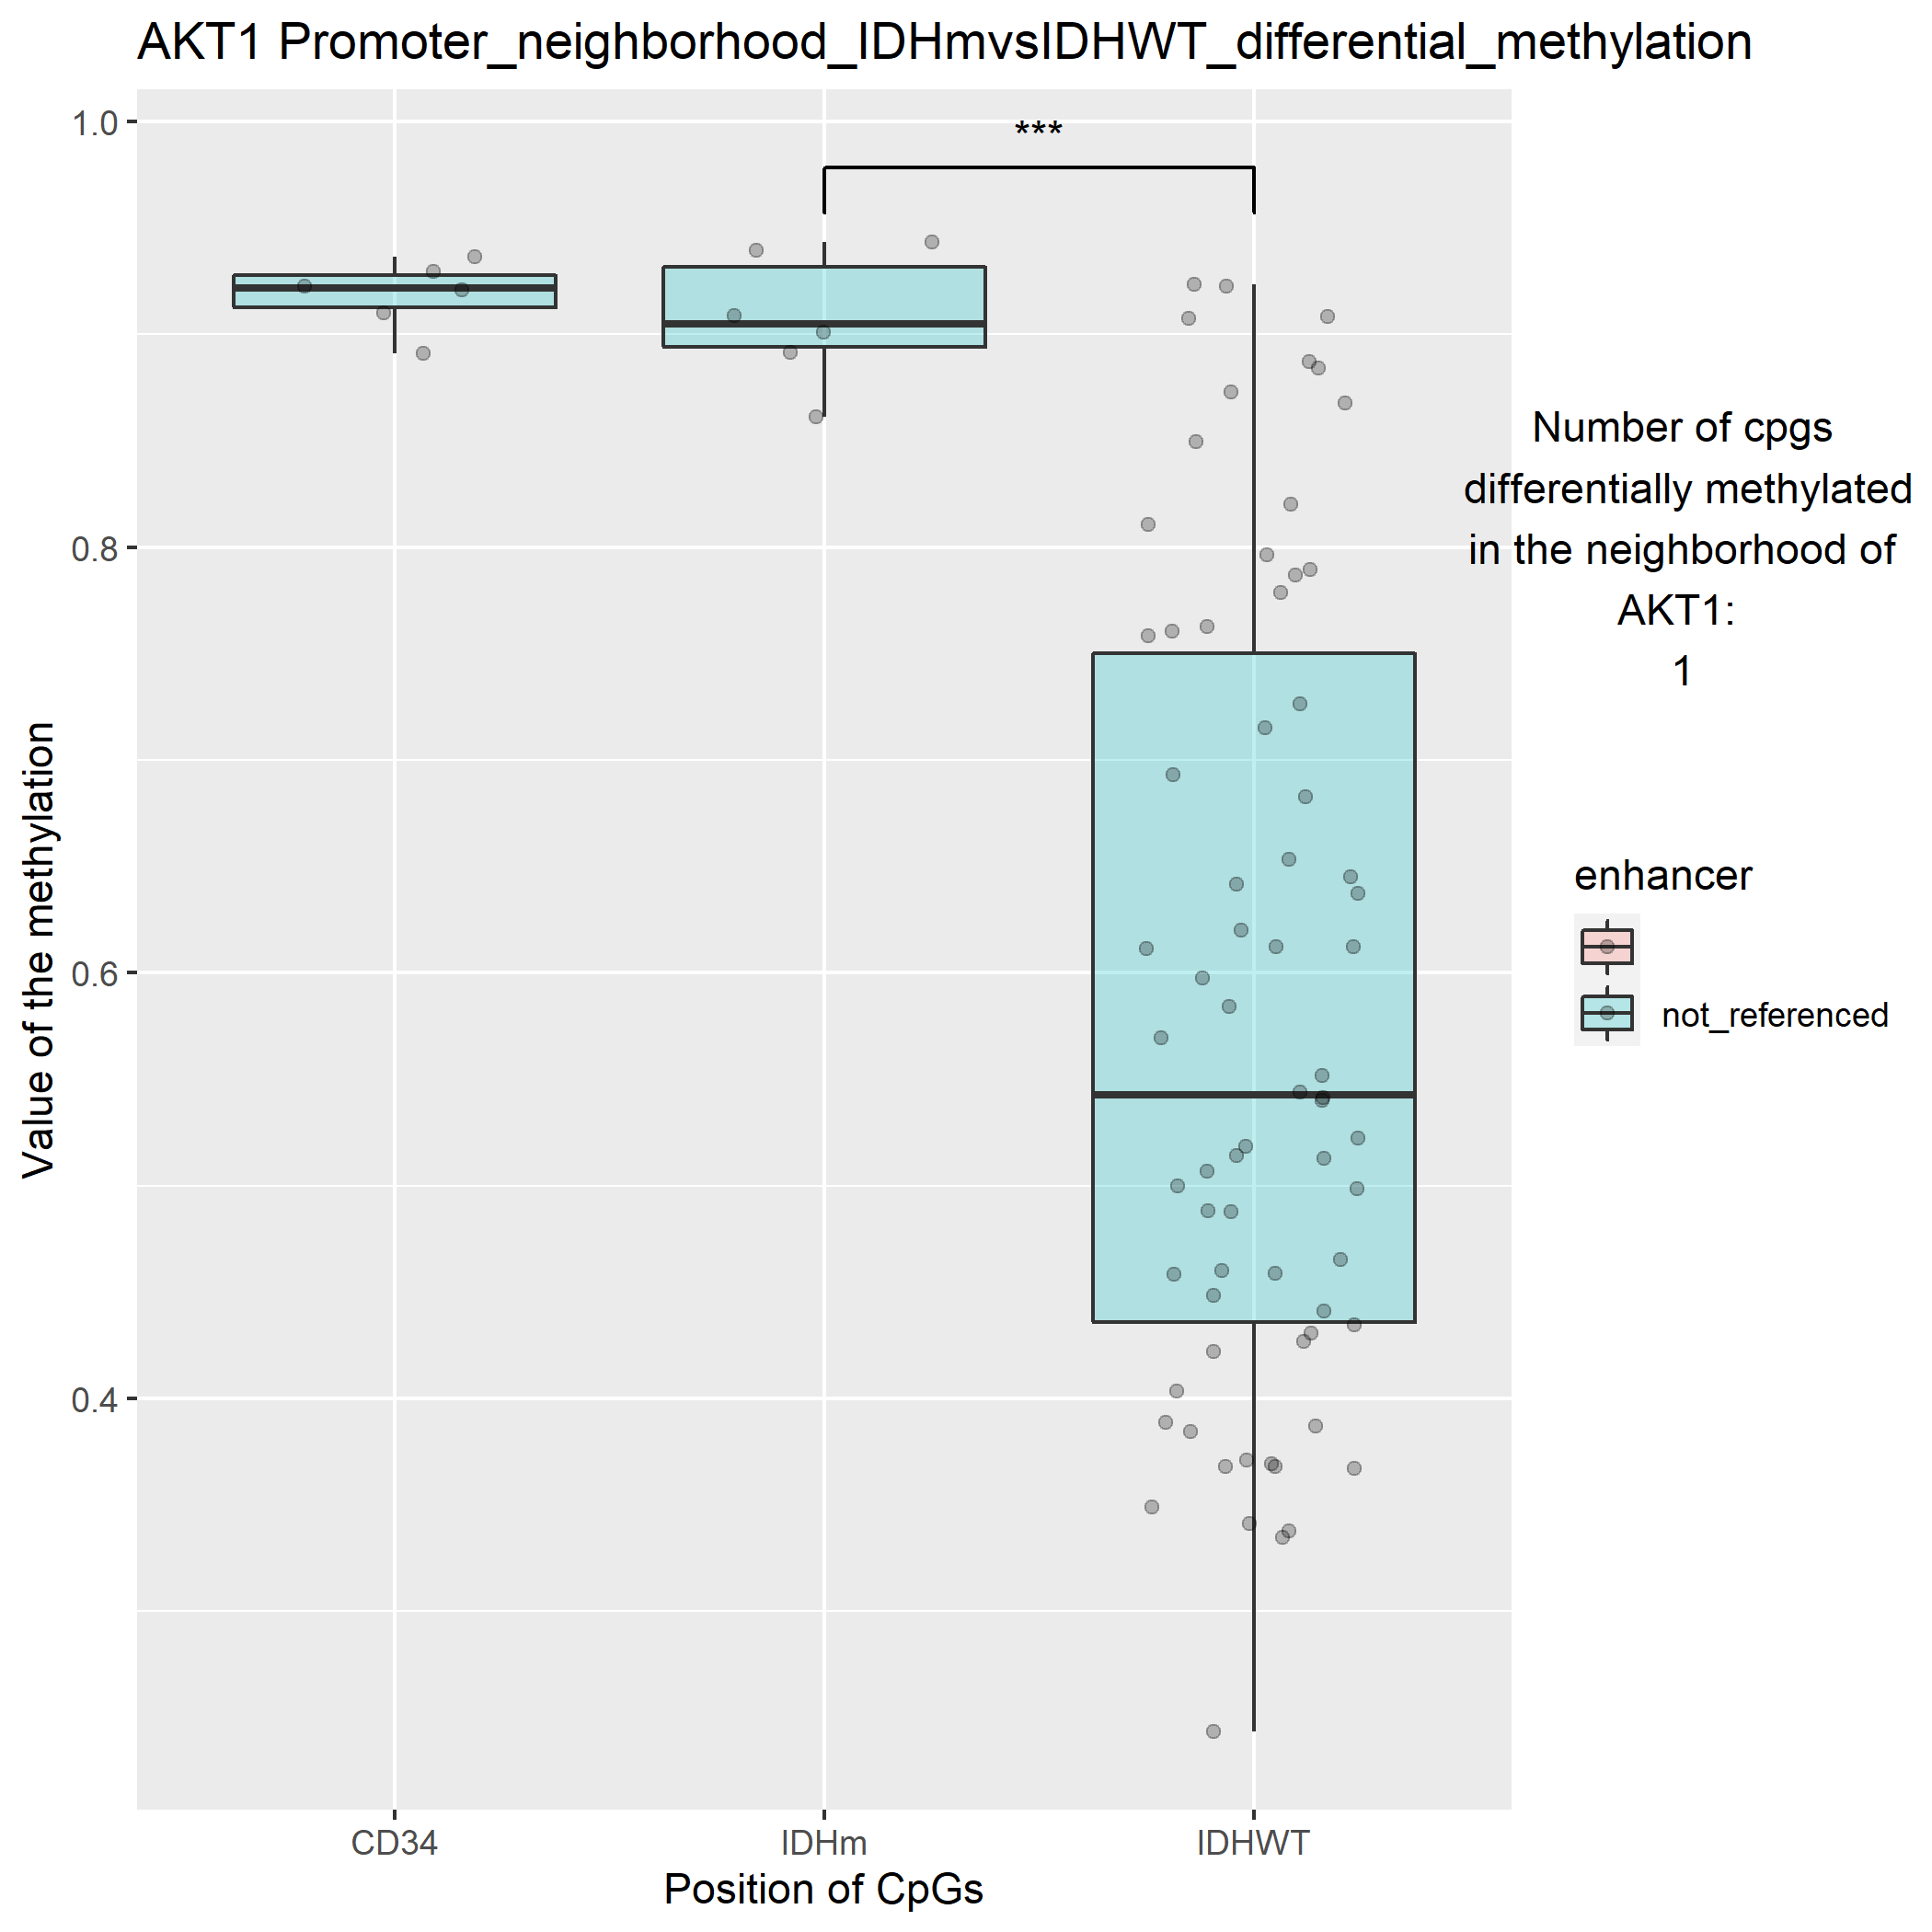 AKT1 Promoter_neighborhood_IDHmvsIDHWT_differential_methylation
1.0
0.8
0.6
0.4
Value of the methylation
***
CD34
IDHm
IDHWT
Position of CpGs
Number of cpgs
differentially methylated
in the neighborhood of
AKT1:
1
enhancer
not_referenced